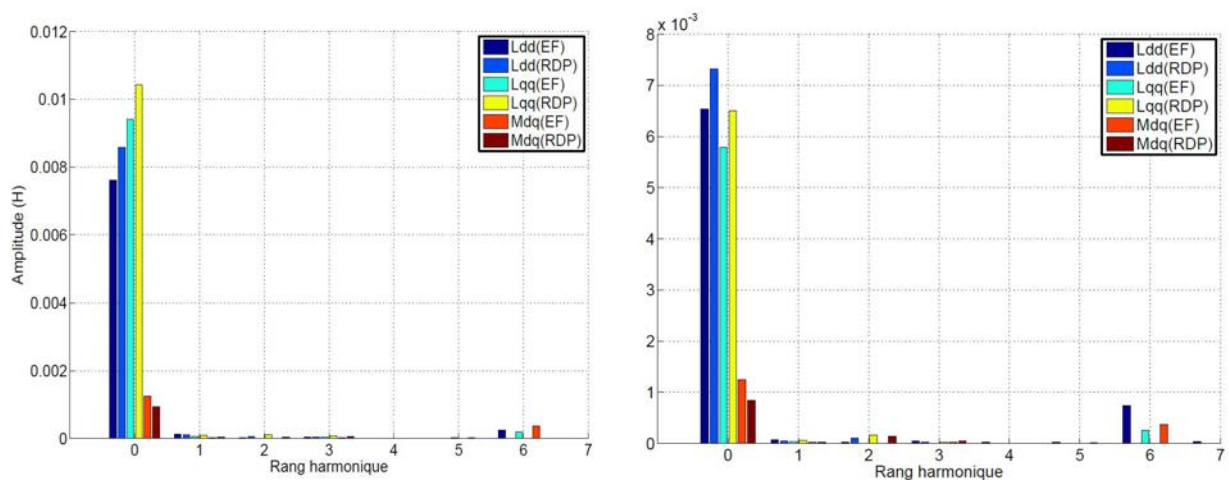 0.012
0.01
0.008
0.006
0.004
0.002
0
Amplitude (H)
0 1 2 3 4 5 6 7
Rang harmonique
Ldd(EF)
Ldd(RDP)
Lqq(EF)
Lqq(RDP)
Mdq(EF)
Mdq(RDP)
x 10⁻³
8
7
6
5
4
3
2
1
0
0 1 2 3 4 5 6 7
Rang harmonique
Ldd(EF)
Ldd(RDP)
Lqq(EF)
Lqq(RDP)
Mdq(EF)
Mdq(RDP)